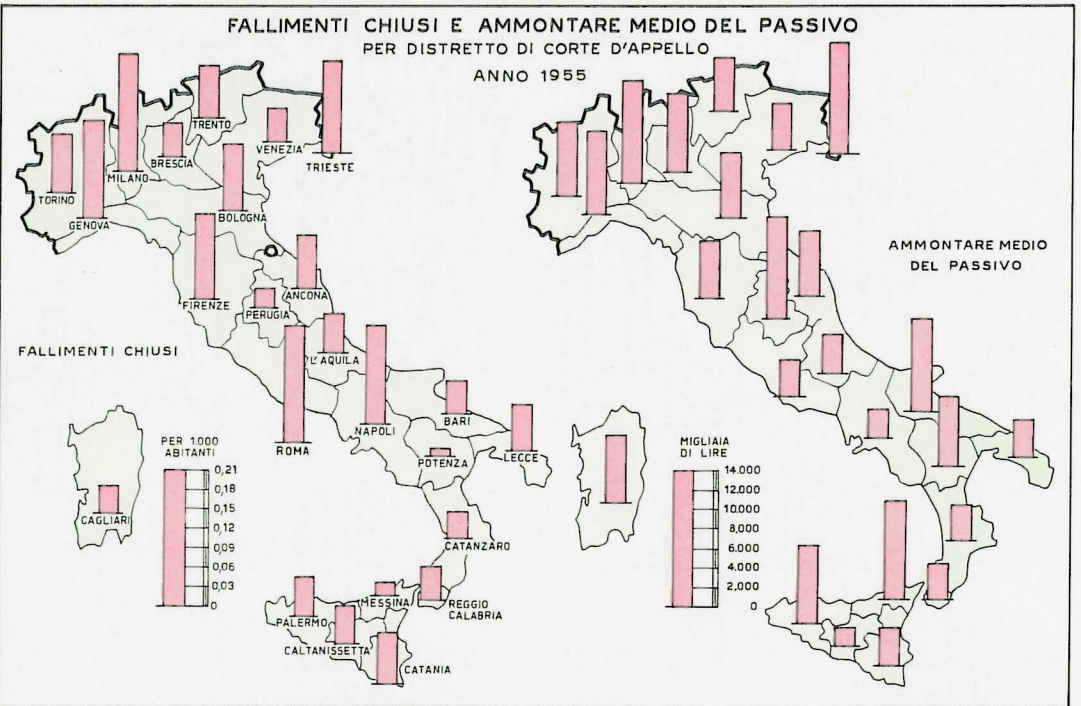 FALLIMENTI CHIUSI E AMMONTARE MEDIO DEL PASSIVO
PER DISTRETTO DI CORTE D'APPELLO
ANNO 1955
TRENTO
VENEZIA
TRIESTE
BRESCIA
MILANO
TORINO
GENOVA
BOLOGNA
FIRENZE
ANCONA
PERUGIA
L'AQUILA
FALLIMENTI CHIUSI
ROMA
NAPOLI
BARI
LECCE
POTENZA
CAGLIARI
CATANZARO
MESSINA
REGGIO
CALABRIA
PALERMO
CALTANISSETTA
CATANIA
PER 1.000
ABITANTI
0,21
0,18
0,15
0,12
0,09
0,06
0,03
0
AMMONTARE MEDIO
DEL PASSIVO
MIGLIAIA
DI LIRE
14.000
12.000
10,000
8,000
6.000
4.000
2,000
0